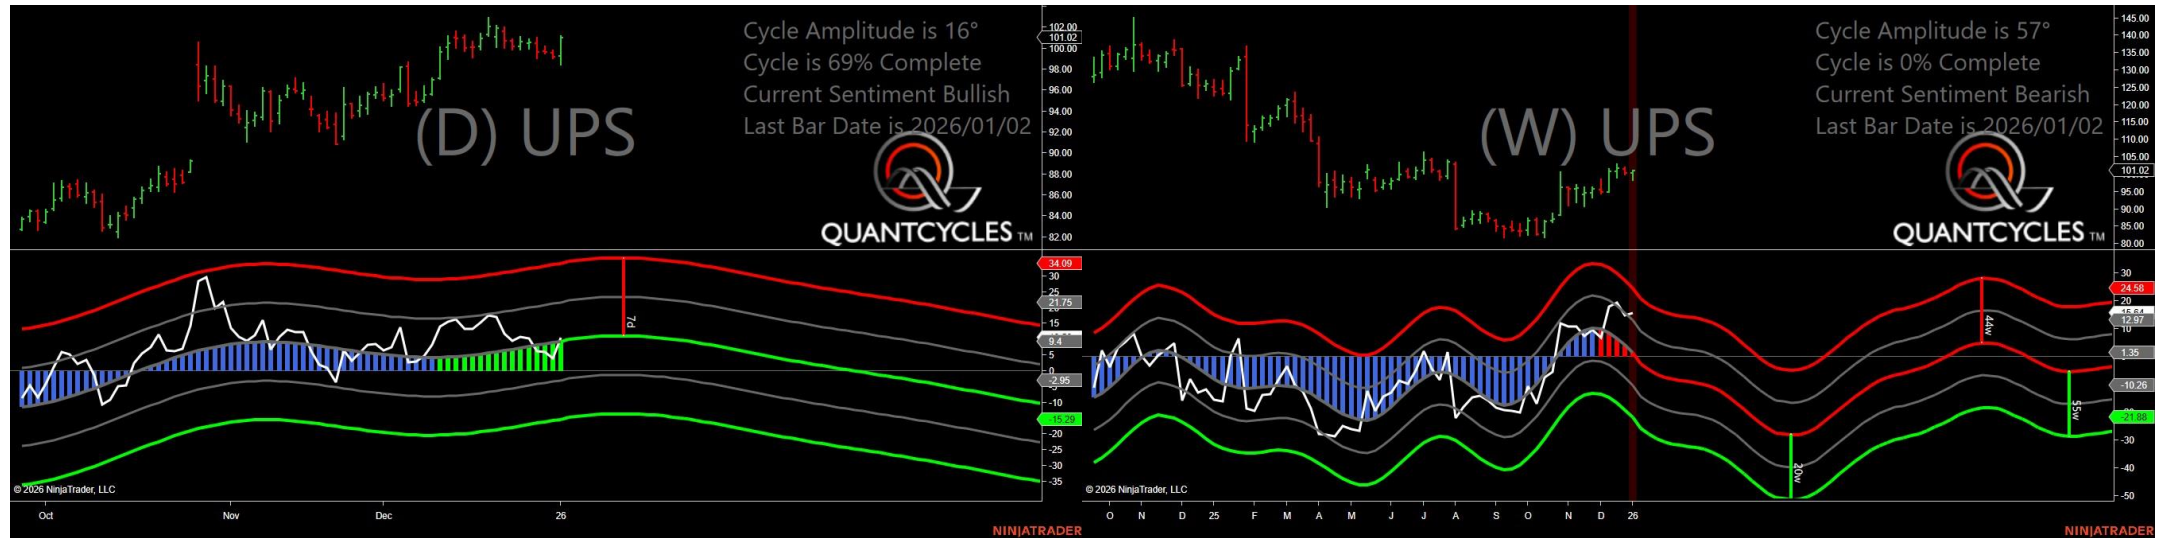 Cycle Amplitude is 16°
Cycle is 69% Complete
Current Sentiment Bullish
Last Bar Date is 2026/01/02
(D) UPS
QUANTCYCLES TM
102.00
101.02
100.00
98.00
96.00
94.00
92.00
90.00
88.00
86.00
84.00
82.00
34.09
30
25
21.75
15
9.4
5
0
-2.95
-5
-10
-15.29
-20
-25
-30
-35
7d
© 2026 NinjaTrader, LLC
Oct
Nov
Dec
26
NINJATRADER
Cycle Amplitude is 57°
Cycle is 0% Complete
Current Sentiment Bearish
Last Bar Date is 2026/01/02
(W) UPS
QUANTCYCLES TM
145.00
140.00
135.00
130.00
125.00
120.00
115.00
110.00
105.00
101.02
95.00
90.00
85.00
80.00
30
24.58
20
15.64
12.97
10
1.35
-10.26
-21.88
-30
-40
-50
44w
55w
20w
© 2026 NinjaTrader, LLC
O
N
D
25
F
M
A
M
J
J
A
S
O
N
D
26
NINJATRADER